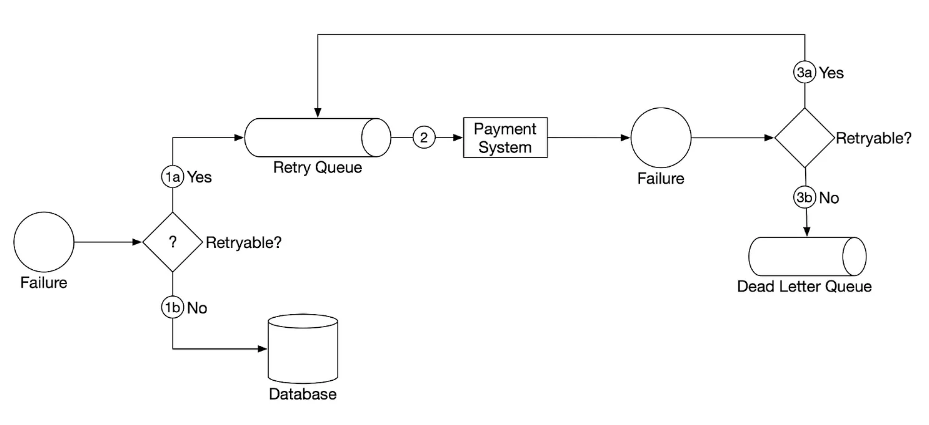 3a Yes
Payment
System
2
Retryable?
Retry Queue
1a Yes
Failure
3b No
? Retryable?
Failure
Dead Letter Queue
1b No
Database